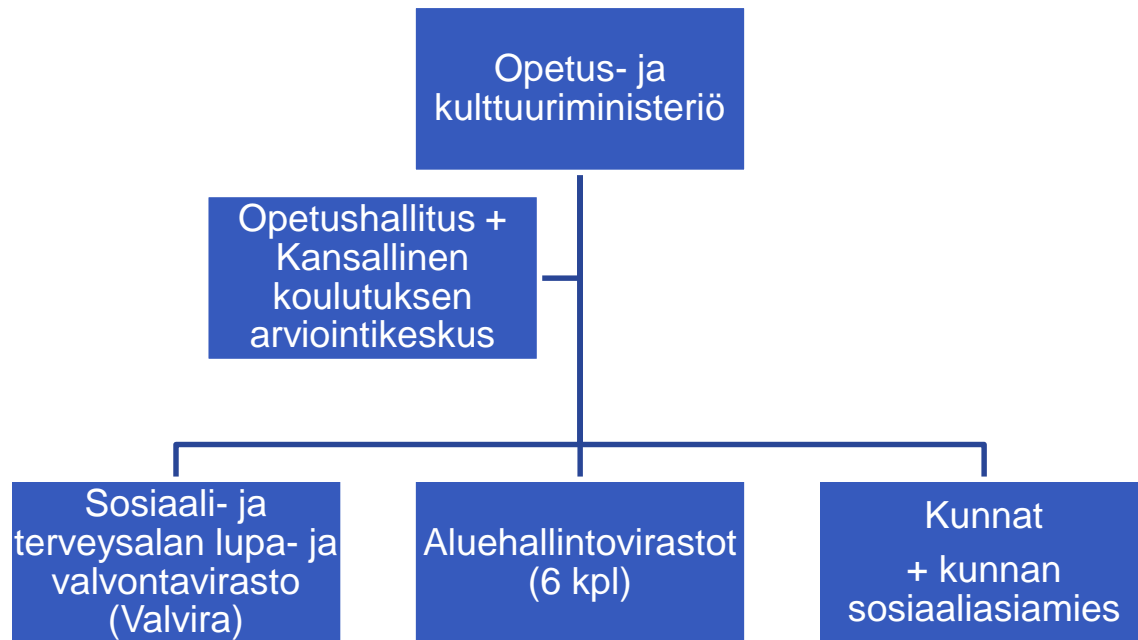 Opetus- ja
kulttuuriministeriö
Opetushallitus +
Kansallinen
koulutuksen
arviointikeskus
Sosiaali- ja
terveysalan lupa- ja
valvontavirasto
(Valvira)
Aluehallintovirastot
(6 kpl)
Kunnat
+ kunnan
sosiaaliasiamies